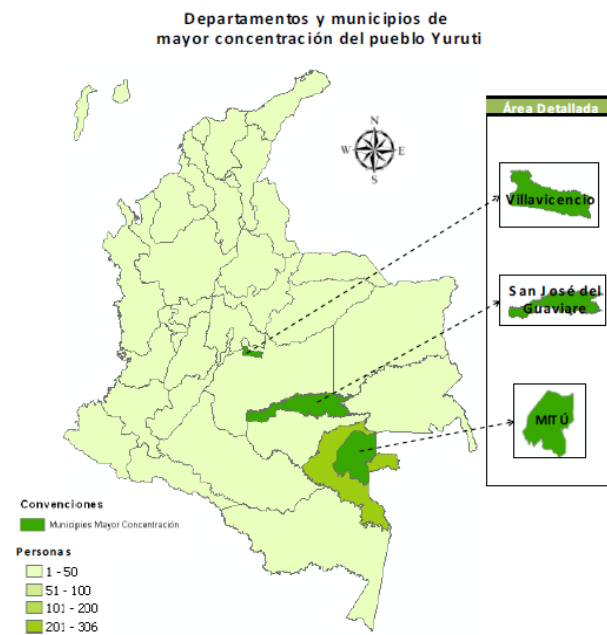 Departamentos y municipios de
mayor concentración del pueblo Yuruti
N
W E
S
Área Detallada
Villavicencio
San José del
Guaviare
MITÚ
Convenciones
Municipios Mayor Concentración
Personas
1 - 50
51 - 100
101 - 200
201 - 306